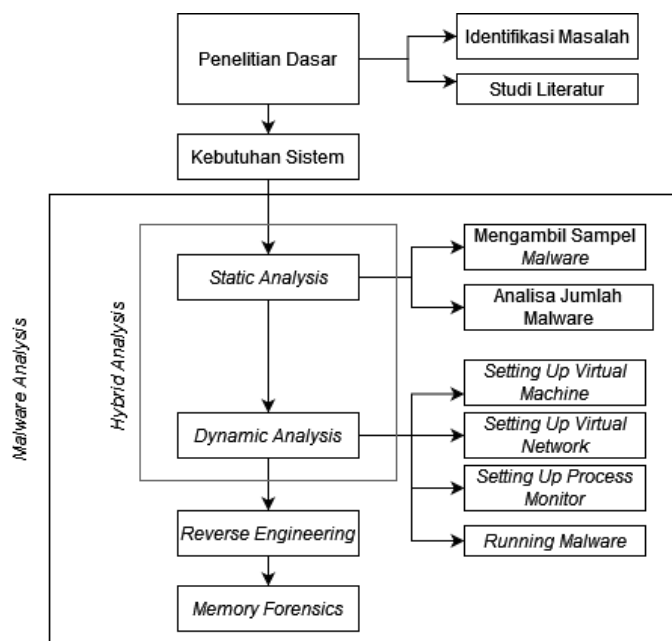 Penelitian Dasar
Identifikasi Masalah
Studi Literatur
Kebutuhan Sistem
Malware Analysis
Hybrid Analysis
Static Analysis
Mengambil Sampel
Malware
Analisa Jumlah
Malware
Dynamic Analysis
Setting Up Virtual
Machine
Setting Up Virtual
Network
Setting Up Process
Monitor
Running Malware
Reverse Engineering
Memory Forensics